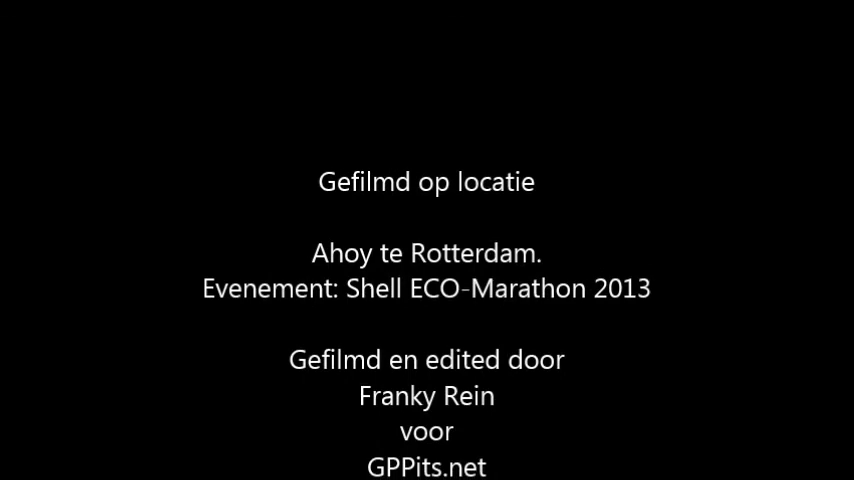 Gefilmd op locatie
Ahoy te Rotterdam.
Evenement: Shell ECO-Marathon 2013
Gefilmd en edited door
Franky Rein
voor
GPPits.net